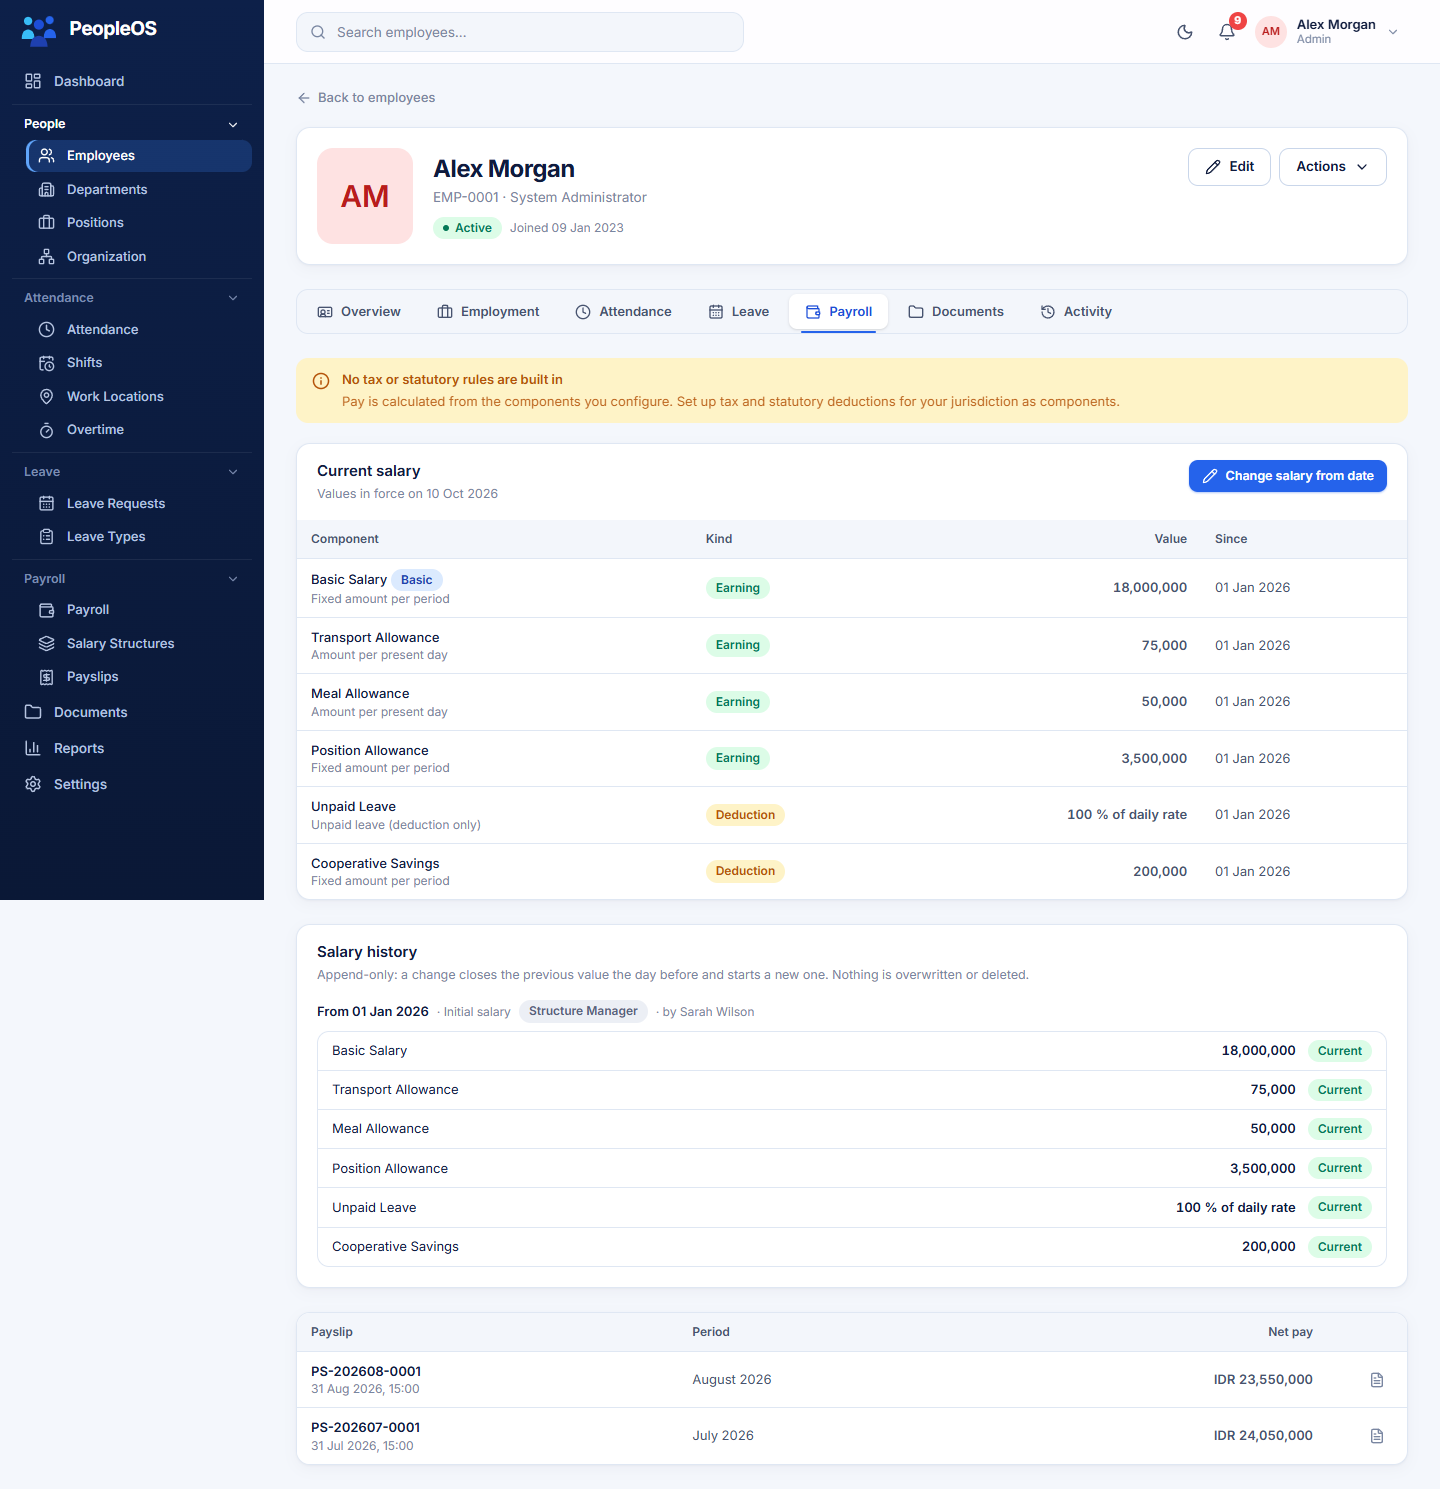 PeopleOS
Search employees...
9
AM
Alex Morgan
Admin
Dashboard
People
Employees
Departments
Positions
Organization
Attendance
Attendance
Shifts
Work Locations
Overtime
Leave
Leave Requests
Leave Types
Payroll
Payroll
Salary Structures
Payslips
Documents
Reports
Settings
Back to employees
AM
Alex Morgan
EMP-0001 · System Administrator
Active
Joined 09 Jan 2023
Edit
Actions
Overview
Employment
Attendance
Leave
Payroll
Documents
Activity
No tax or statutory rules are built in
Pay is calculated from the components you configure. Set up tax and statutory deductions for your jurisdiction as components.
Current salary
Values in force on 10 Oct 2026
Change salary from date
Component Kind Value Since
Basic Salary Basic
Fixed amount per period
Earning 18,000,000 01 Jan 2026
Transport Allowance
Amount per present day
Earning 75,000 01 Jan 2026
Meal Allowance
Amount per present day
Earning 50,000 01 Jan 2026
Position Allowance
Fixed amount per period
Earning 3,500,000 01 Jan 2026
Unpaid Leave
Unpaid leave (deduction only)
Deduction 100 % of daily rate 01 Jan 2026
Cooperative Savings
Fixed amount per period
Deduction 200,000 01 Jan 2026
Salary history
Append-only: a change closes the previous value the day before and starts a new one. Nothing is overwritten or deleted.
From 01 Jan 2026 · Initial salary Structure Manager · by Sarah Wilson
Basic Salary 18,000,000 Current
Transport Allowance 75,000 Current
Meal Allowance 50,000 Current
Position Allowance 3,500,000 Current
Unpaid Leave 100 % of daily rate Current
Cooperative Savings 200,000 Current
Payslip Period Net pay
PS-202608-0001
31 Aug 2026, 15:00
August 2026 IDR 23,550,000
PS-202607-0001
31 Jul 2026, 15:00
July 2026 IDR 24,050,000